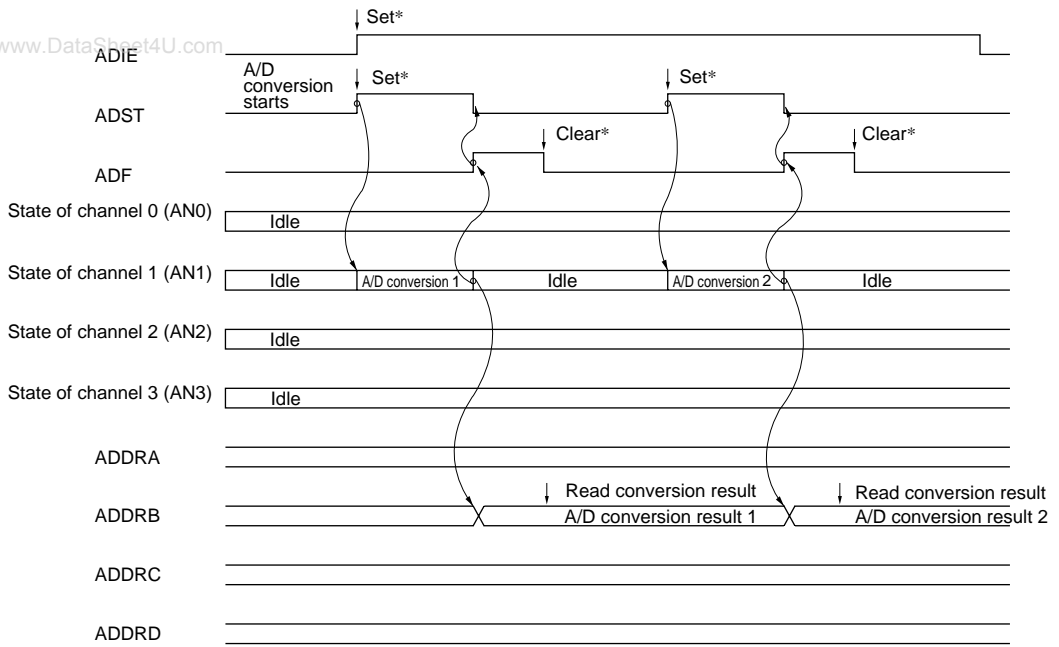 Set*
www.DataSheet4U.com
ADIE
A/D
conversion
starts
Set*
Set*
ADST
Clear*
Clear*
ADF
State of channel 0 (AN0)
Idle
State of channel 1 (AN1)
Idle
A/D conversion 1
Idle
A/D conversion 2
Idle
State of channel 2 (AN2)
Idle
State of channel 3 (AN3)
Idle
ADDRA
Read conversion result
Read conversion result
ADDRB
A/D conversion result 1
A/D conversion result 2
ADDRC
ADDRD